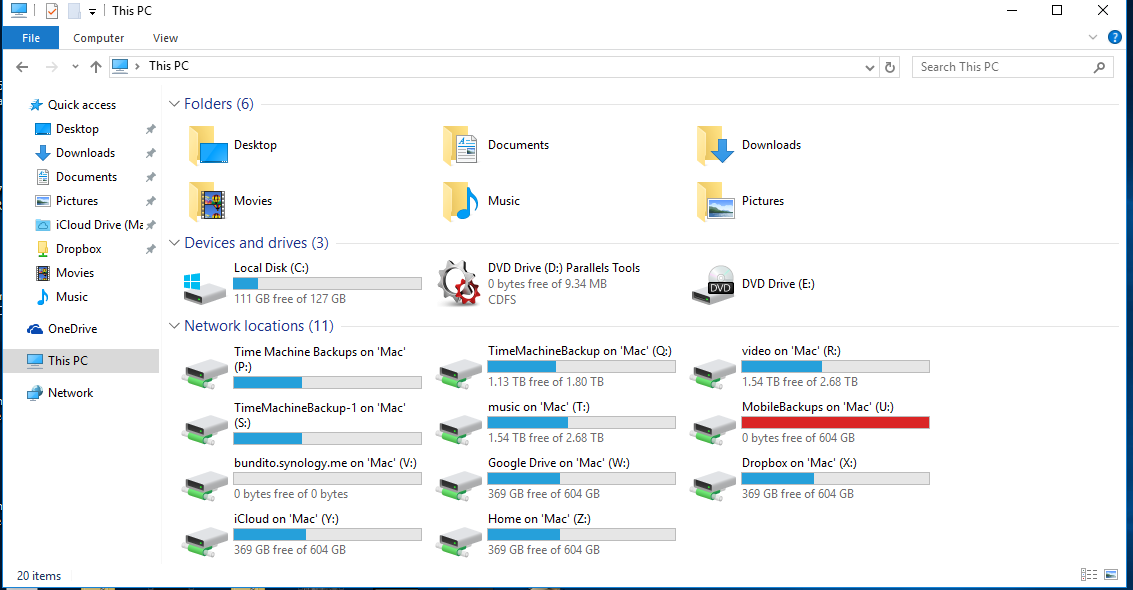 This PC
File
Computer
View
?
This PC
Search This PC
Quick access
Desktop
Downloads
Documents
Pictures
iCloud Drive (Ma
Dropbox
Movies
Music
OneDrive
This PC
Network
Folders (6)
Desktop
Documents
Downloads
Movies
Music
Pictures
Devices and drives (3)
Local Disk (C:)
111 GB free of 127 GB
DVD Drive (D:) Parallels Tools
0 bytes free of 9.34 MB
CDFS
DVD
DVD Drive (E:)
Network locations (11)
Time Machine Backups on 'Mac'
(P:)
TimeMachineBackup on 'Mac' (Q:)
1.13 TB free of 1.80 TB
video on 'Mac' (R:)
1.54 TB free of 2.68 TB
TimeMachineBackup-1 on 'Mac'
(S:)
music on 'Mac' (T:)
1.54 TB free of 2.68 TB
MobileBackups on 'Mac' (U:)
0 bytes free of 604 GB
bundito.synology.me on 'Mac' (V:)
0 bytes free of 0 bytes
Google Drive on 'Mac' (W:)
369 GB free of 604 GB
Dropbox on 'Mac' (X:)
369 GB free of 604 GB
iCloud on 'Mac' (Y:)
369 GB free of 604 GB
Home on 'Mac' (Z:)
369 GB free of 604 GB
20 items